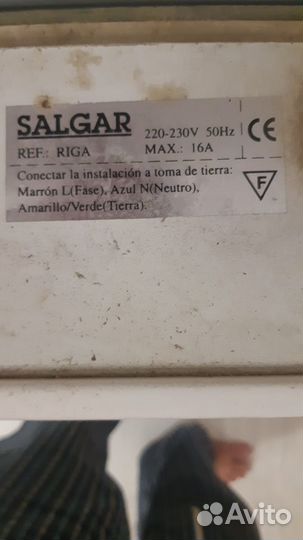 SALGAR 220-230V 50Hz CE
REF.: RIGA MAX.: 16A
Conectar la instalación a toma de tierra:
Marrón L(Fase), Azul N(Neutro),
Amarillo/Verde(Tierra).
F
Avito